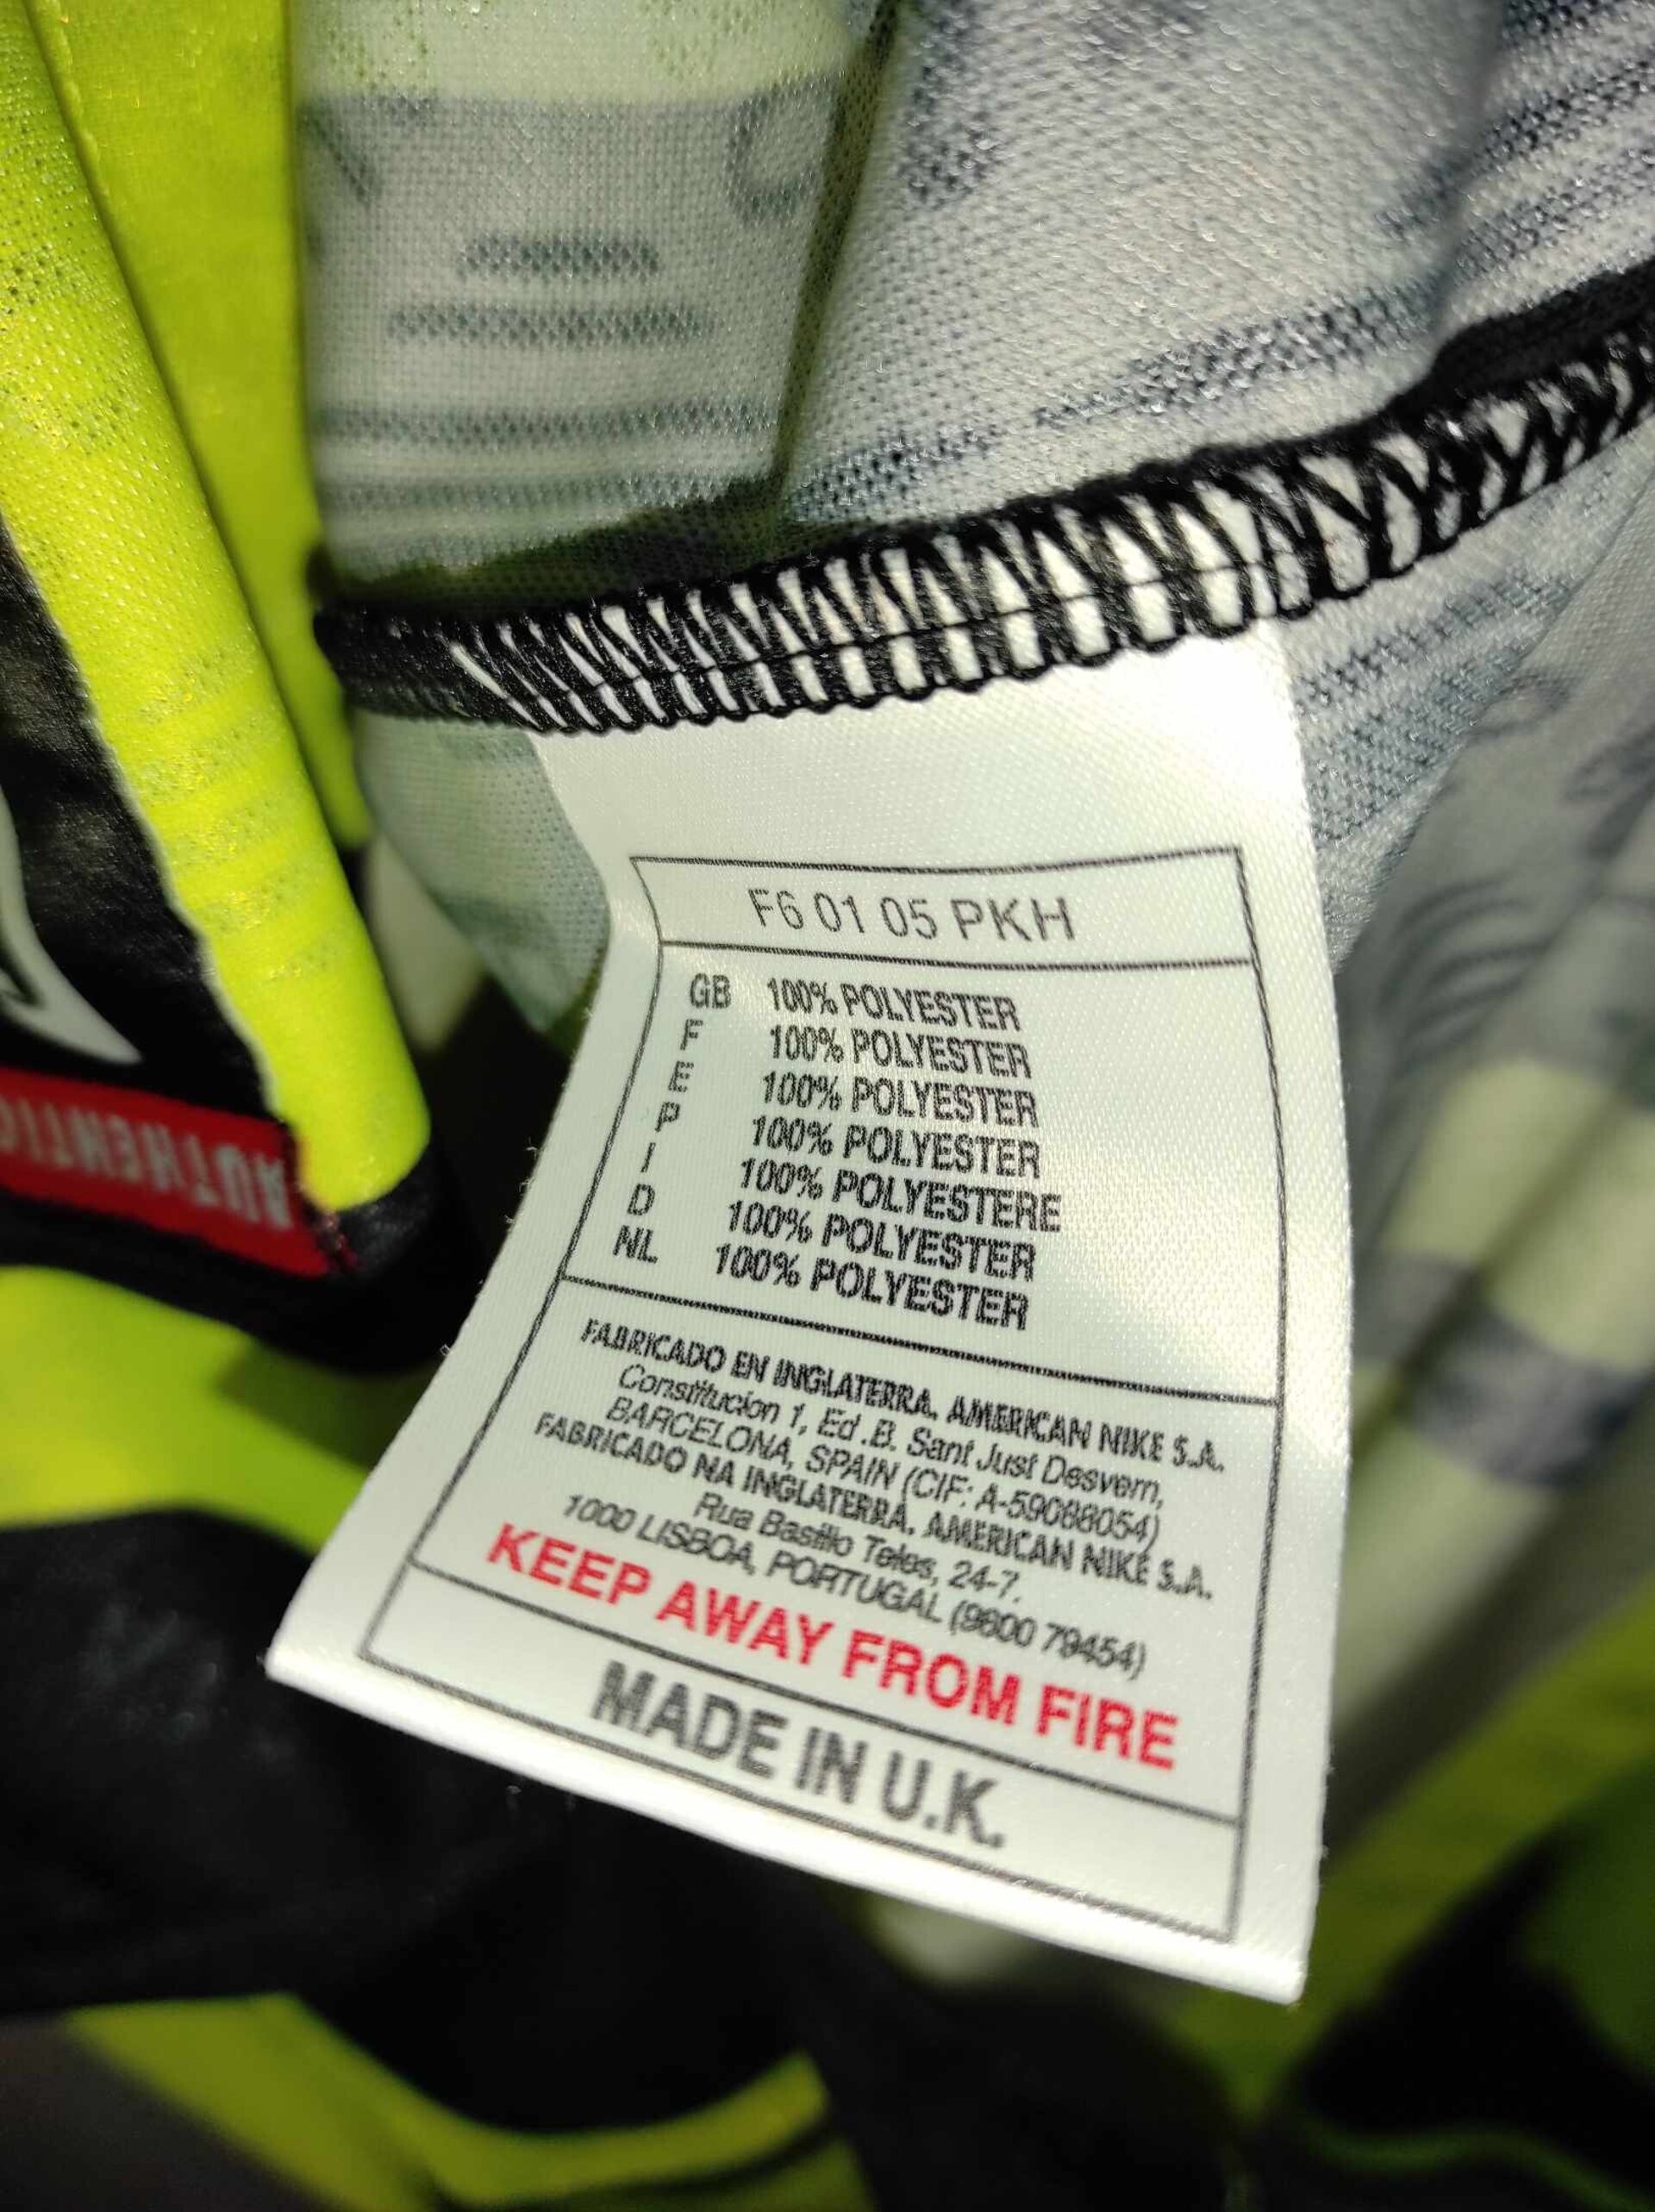 F6 01 05 PKH
GB 100% POLYESTER
F 100% POLYESTER
E 100% POLYESTER
P 100% POLYESTER
I 100% POLYESTERE
D 100% POLYESTER
NL 100% POLYESTER
FABRICADO EN INGLATERRA. AMERICAN NIKE S.A.
Constitucion 1, Ed .B. Sant Just Desvern,
BARCELONA, SPAIN (CIF: A-59088054)
FABRICADO NA INGLATERRA. AMERICAN NIKE S.A.
Rua Basilio Teles, 24-7.
1000 LISBOA, PORTUGAL (9800 79454)
KEEP AWAY FROM FIRE
MADE IN U.K.
AUTHENTIC